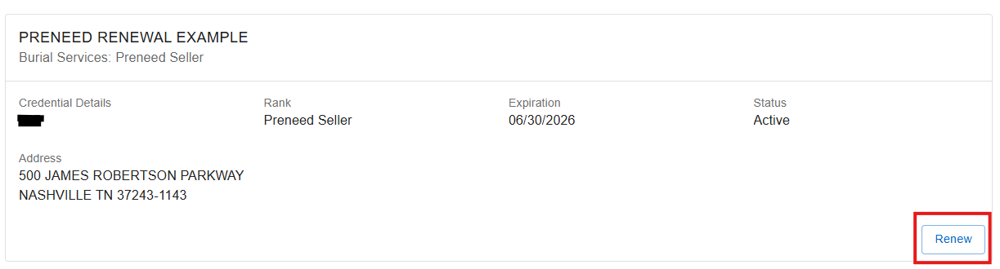 PRENEED RENEWAL EXAMPLE
Burial Services: Preneed Seller
Credential Details
Rank
Preneed Seller
Expiration
06/30/2026
Status
Active
Address
500 JAMES ROBERTSON PARKWAY
NASHVILLE TN 37243-1143
Renew